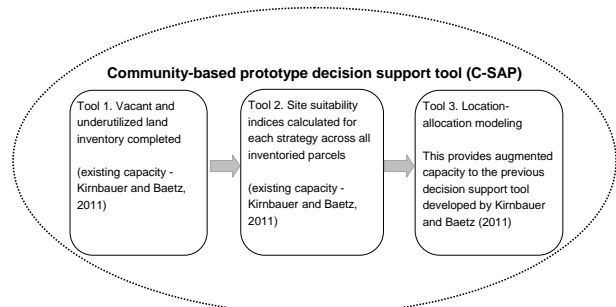 Community-based prototype decision support tool (C-SAP)
Tool 1. Vacant and
underutilized land
inventory completed
(existing capacity -
Kirnbauer and Baetz,
2011)
Tool 2. Site suitability
indices calculated for
each strategy across all
inventoried parcels
(existing capacity -
Kirnbauer and Baetz,
2011)
Tool 3. Location-
allocation modeling
This provides augmented
capacity to the previous
decision support tool
developed by Kirnbauer
and Baetz (2011)